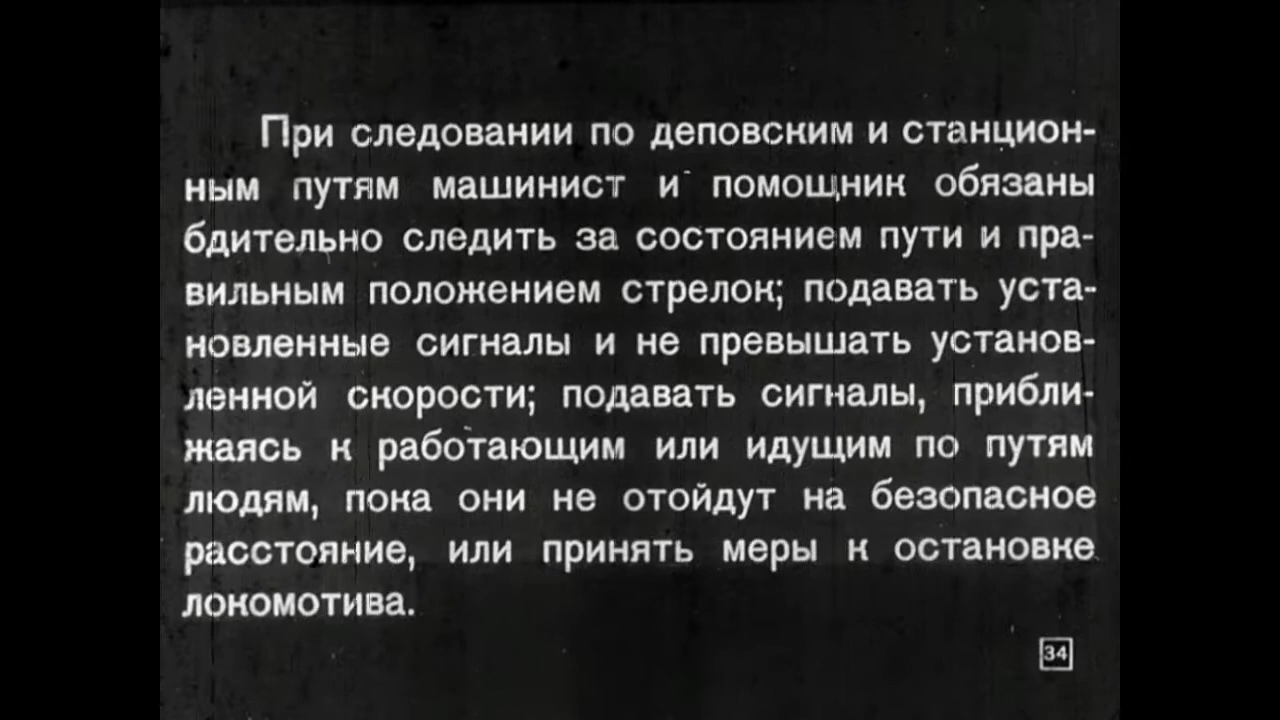 При следовании по деповским и станцион-
ным путям машинист и помощник обязаны
бдительно следить за состоянием пути и пра-
вильным положением стрелок; подавать уста-
новленные сигналы и не превышать установ-
ленной скорости; подавать сигналы, прибли-
жаясь к работающим или идущим по путям
людям, пока они не отойдут на безопасное
расстояние, или принять меры к остановке
локомотива.
34